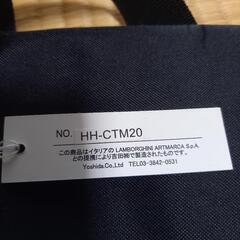 NO. HH-CTM20
この商品はイタリアの LAMBORGHINI ARTMARCA S.p.A.
との提携により吉田㈱で製造されたものです。
Yoshida.Co,.Ltd TEL03-3842-0531